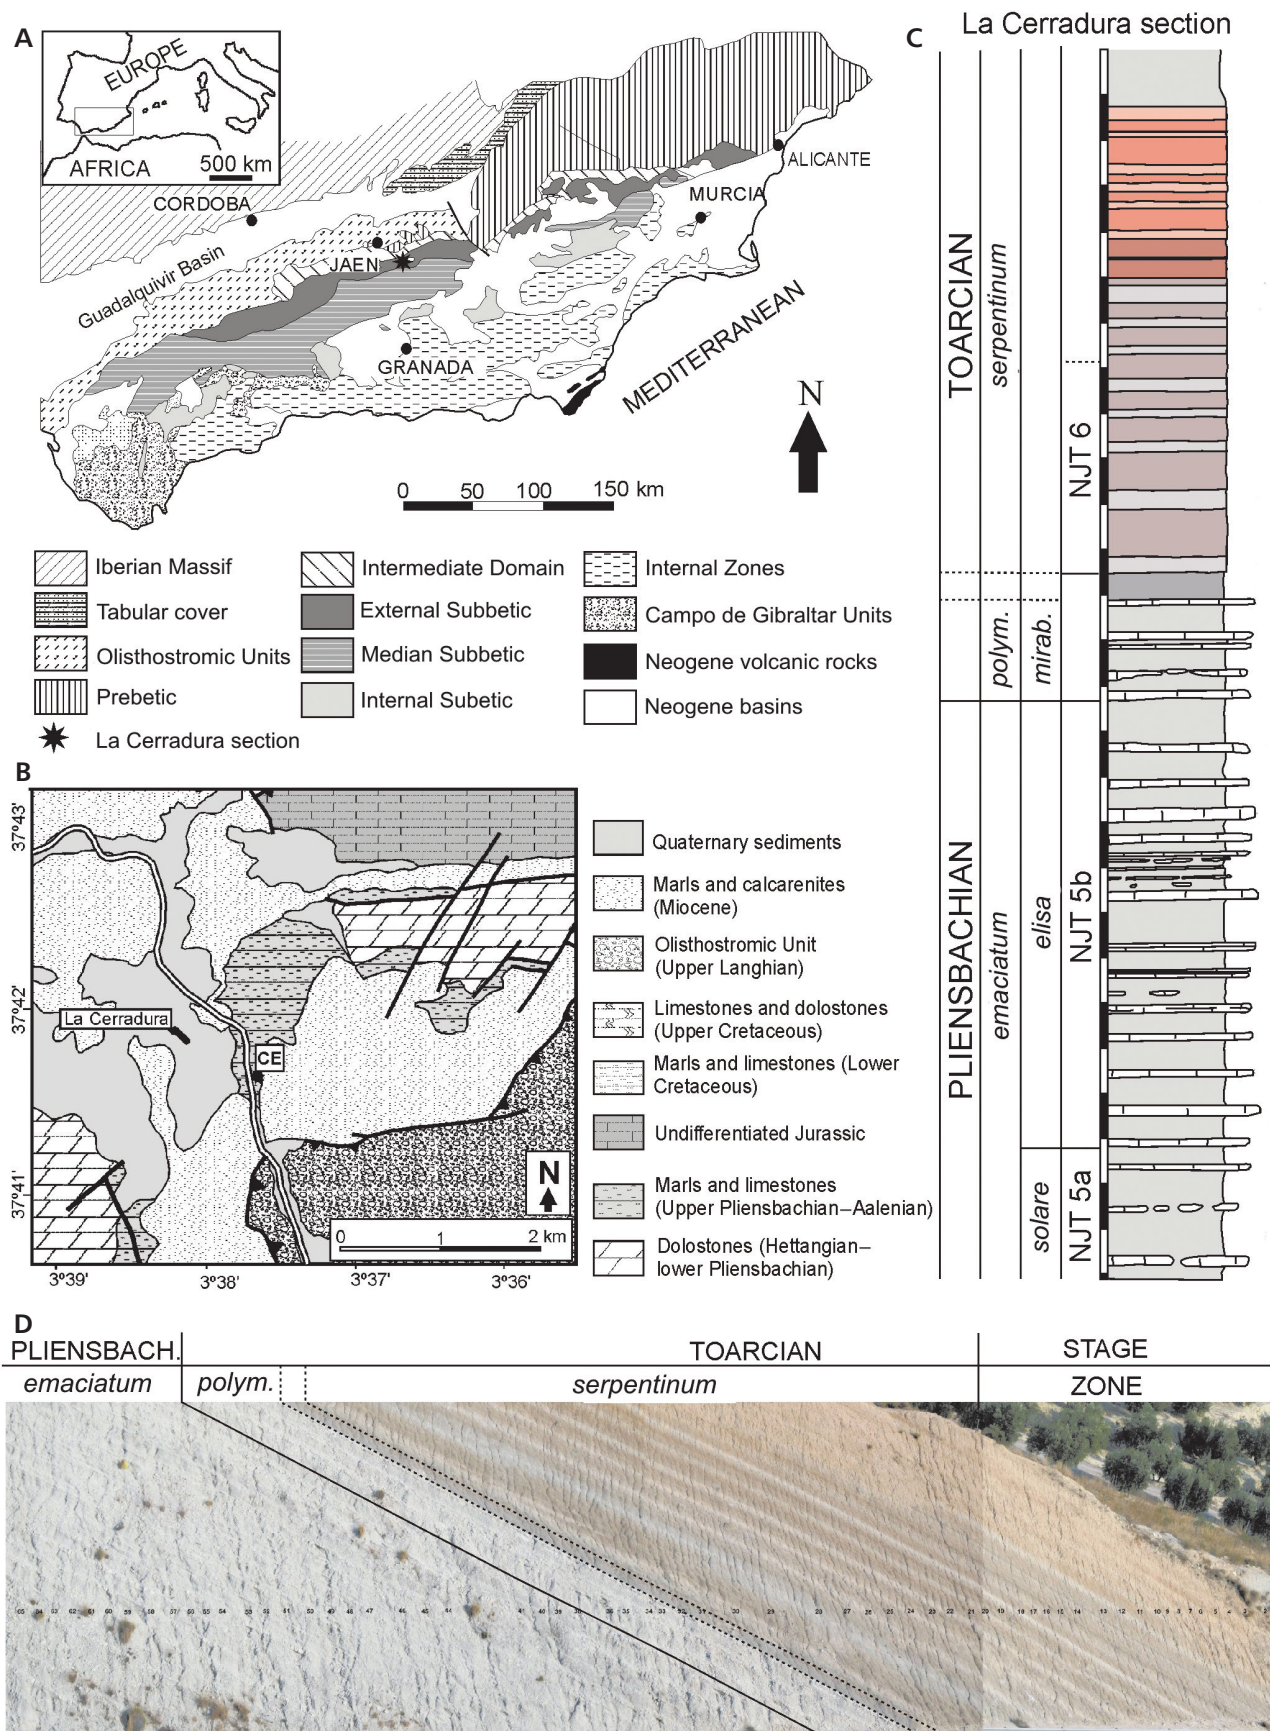 A
EUROPE
AFRICA
500 km
CORDOBA
Guadalquivir Basin
JAEN
GRANADA
ALICANTE
MURCIA
MEDITERRANEAN
N
0 50 100 150 km
Iberian Massif
Tabular cover
Olisthostromic Units
Prebetic
La Cerradura section
Intermediate Domain
External Subbetic
Median Subbetic
Internal Subetic
Internal Zones
Campo de Gibraltar Units
Neogene volcanic rocks
Neogene basins
B
37°43'
37°42'
37°41'
La Cerradura
CE
N
0 1 2 km
3°39' 3°38' 3°37' 3°36'
Quaternary sediments
Marls and calcarenites
(Miocene)
Olisthostromic Unit
(Upper Langhian)
Limestones and dolostones
(Upper Cretaceous)
Marls and limestones (Lower
Cretaceous)
Undifferentiated Jurassic
Marls and limestones
(Upper Pliensbachian–Aalenian)
Dolostones (Hettangian–
lower Pliensbachian)
C
La Cerradura section
TOARCIAN
serpentinum
NJT 6
polym.
mirab.
PLIENSBACHIAN
emaciatum
elisa
NJT 5b
solare
NJT 5a
D
PLIENSBACH. TOARCIAN STAGE
emaciatum polym. serpentinum ZONE